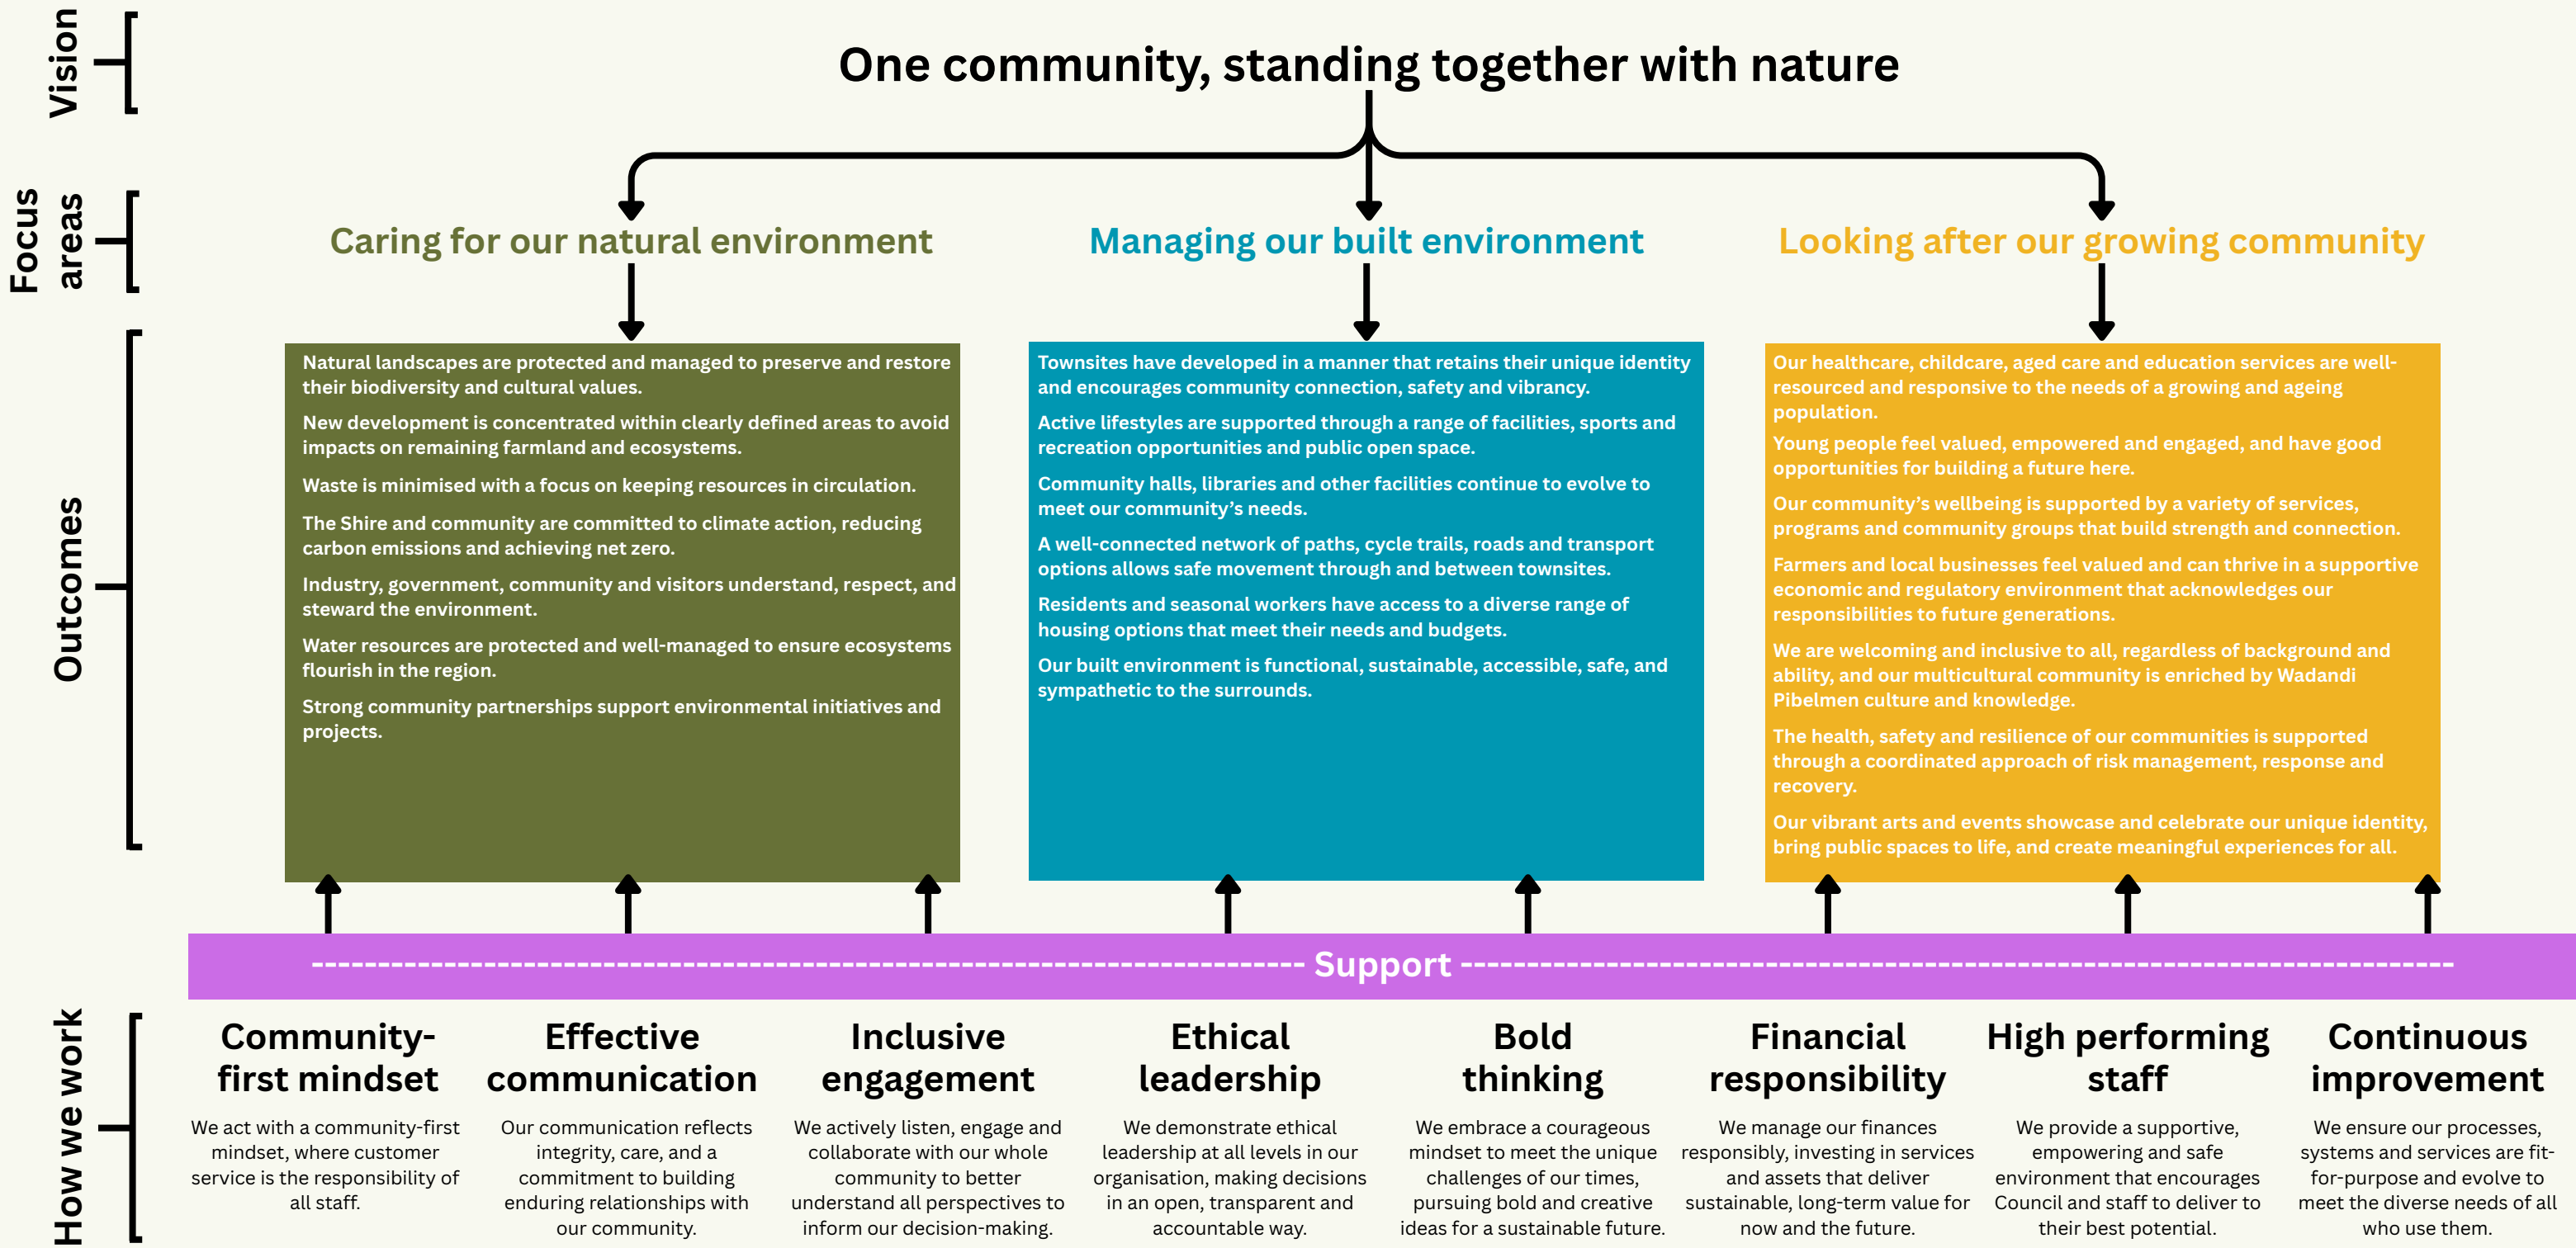 Vision
One community, standing together with nature
Focus
areas
Caring for our natural environment
Managing our built environment
Looking after our growing community
Outcomes
Natural landscapes are protected and managed to preserve and restore
their biodiversity and cultural values.
New development is concentrated within clearly defined areas to avoid
impacts on remaining farmland and ecosystems.
Waste is minimised with a focus on keeping resources in circulation.
The Shire and community are committed to climate action, reducing
carbon emissions and achieving net zero.
Industry, government, community and visitors understand, respect, and
steward the environment.
Water resources are protected and well-managed to ensure ecosystems
flourish in the region.
Strong community partnerships support environmental initiatives and
projects.
Townsites have developed in a manner that retains their unique identity
and encourages community connection, safety and vibrancy.
Active lifestyles are supported through a range of facilities, sports and
recreation opportunities and public open space.
Community halls, libraries and other facilities continue to evolve to
meet our community’s needs.
A well-connected network of paths, cycle trails, roads and transport
options allows safe movement through and between townsites.
Residents and seasonal workers have access to a diverse range of
housing options that meet their needs and budgets.
Our built environment is functional, sustainable, accessible, safe, and
sympathetic to the surrounds.
Our healthcare, childcare, aged care and education services are well-
resourced and responsive to the needs of a growing and ageing
population.
Young people feel valued, empowered and engaged, and have good
opportunities for building a future here.
Our community’s wellbeing is supported by a variety of services,
programs and community groups that build strength and connection.
Farmers and local businesses feel valued and can thrive in a supportive
economic and regulatory environment that acknowledges our
responsibilities to future generations.
We are welcoming and inclusive to all, regardless of background and
ability, and our multicultural community is enriched by Wadandi
Pibelmen culture and knowledge.
The health, safety and resilience of our communities is supported
through a coordinated approach of risk management, response and
recovery.
Our vibrant arts and events showcase and celebrate our unique identity,
bring public spaces to life, and create meaningful experiences for all.
Support
How we work
Community-
first mindset
We act with a community-first
mindset, where customer
service is the responsibility of
all staff.
Effective
communication
Our communication reflects
integrity, care, and a
commitment to building
enduring relationships with
our community.
Inclusive
engagement
We actively listen, engage and
collaborate with our whole
community to better
understand all perspectives to
inform our decision-making.
Ethical
leadership
We demonstrate ethical
leadership at all levels in our
organisation, making decisions
in an open, transparent and
accountable way.
Bold
thinking
We embrace a courageous
mindset to meet the unique
challenges of our times,
pursuing bold and creative
ideas for a sustainable future.
Financial
responsibility
We manage our finances
responsibly, investing in services
and assets that deliver
sustainable, long-term value for
now and the future.
High performing
staff
We provide a supportive,
empowering and safe
environment that encourages
Council and staff to deliver to
their best potential.
Continuous
improvement
We ensure our processes,
systems and services are fit-
for-purpose and evolve to
meet the diverse needs of all
who use them.